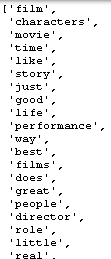 ['film',
'characters',
'movie',
'time',
'like',
'story',
'just',
'good',
'life',
'performance',
'way',
'best',
'films',
'does',
'great',
'people',
'director',
'role',
'little',
'real'.